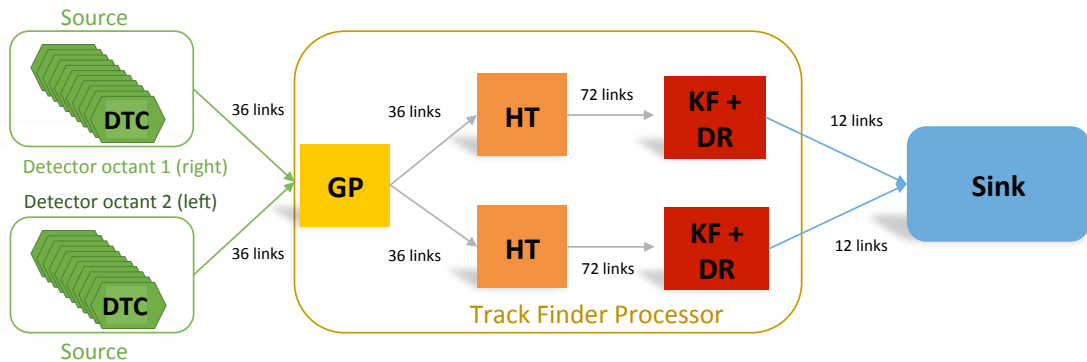 Source
DTC
Detector octant 1 (right)
Detector octant 2 (left)
DTC
Source
36 links
36 links
GP
36 links
36 links
HT
HT
72 links
72 links
KF +
DR
KF +
DR
Track Finder Processor
12 links
12 links
Sink